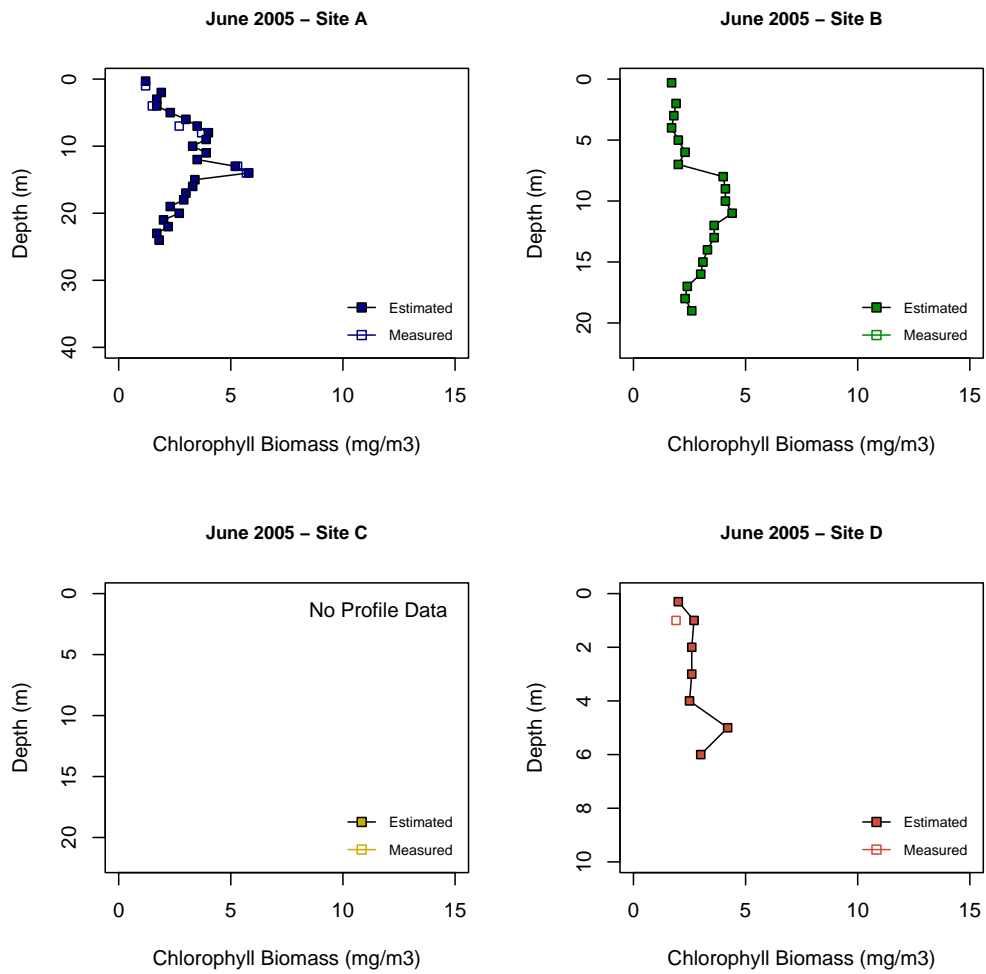 June 2005 – Site A
0
10
20
30
40
Depth (m)
Estimated
Measured
0 5 10 15
Chlorophyll Biomass (mg/m3)
June 2005 – Site B
0
5
10
15
20
Depth (m)
Estimated
Measured
0 5 10 15
Chlorophyll Biomass (mg/m3)
June 2005 – Site C
No Profile Data
0
5
10
15
20
Depth (m)
Estimated
Measured
0 5 10 15
Chlorophyll Biomass (mg/m3)
June 2005 – Site D
0
2
4
6
8
10
Depth (m)
Estimated
Measured
0 5 10 15
Chlorophyll Biomass (mg/m3)